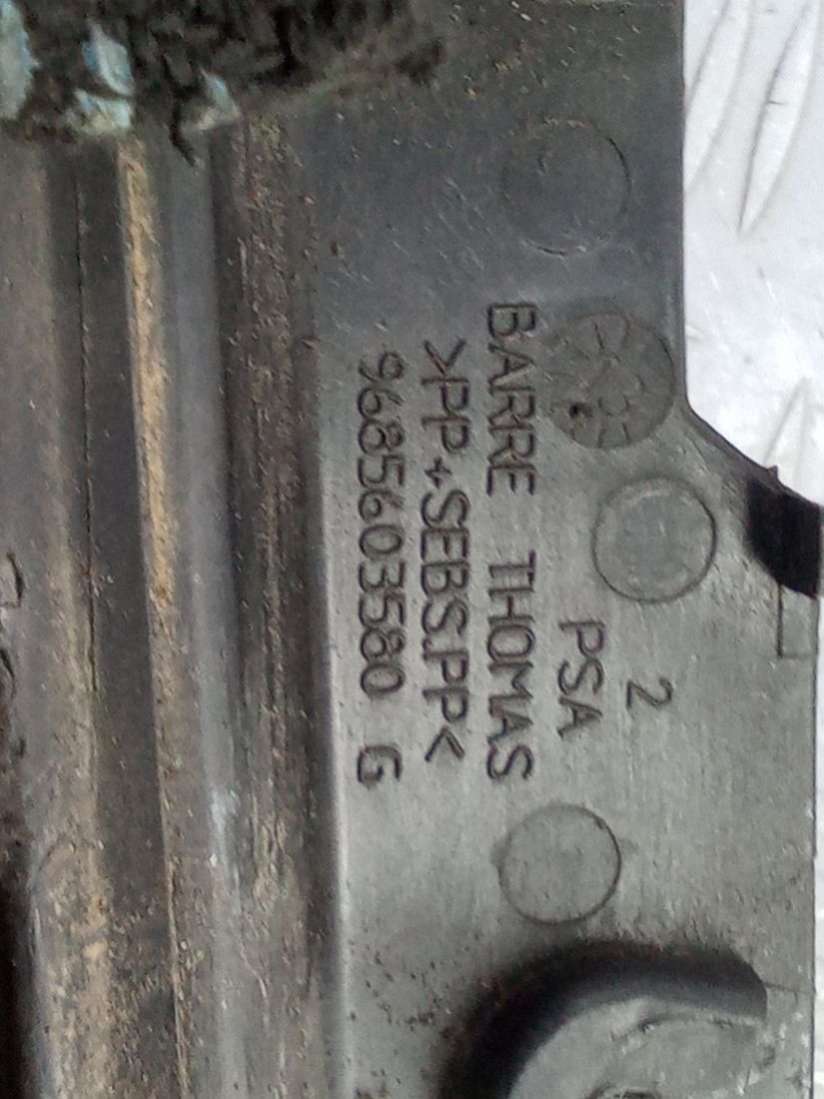 2
PSA
BARRE THOMAS
>PP+SEBS.PP<
9685603580 G